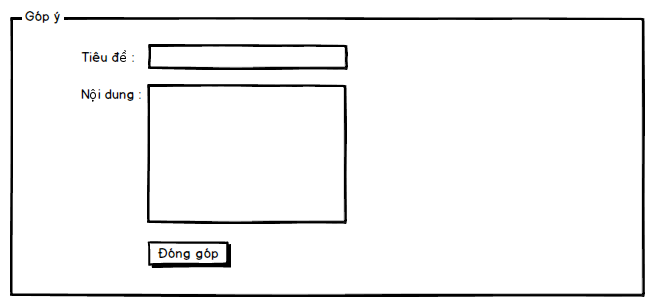 Góp ý
Tiêu đề :
Nội dung :
Đóng góp